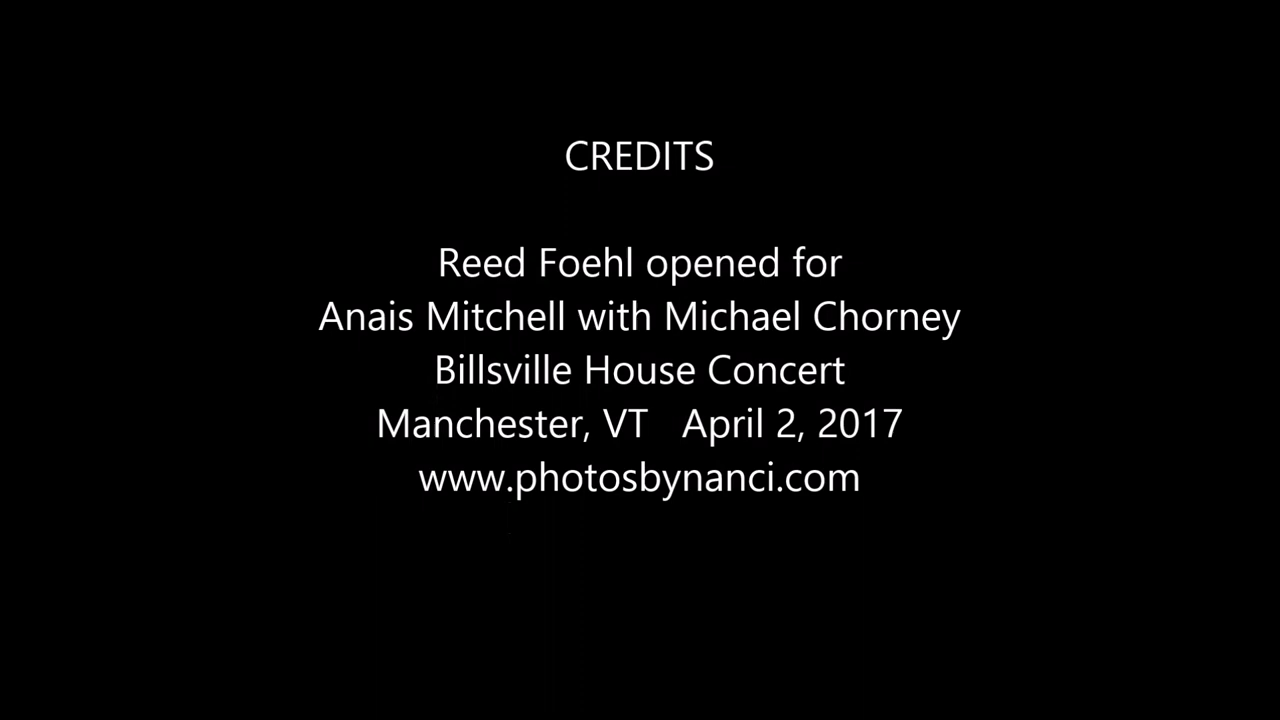 CREDITS
Reed Foehl opened for
Anais Mitchell with Michael Chorney
Billsville House Concert
Manchester, VT   April 2, 2017
www.photosbynanci.com